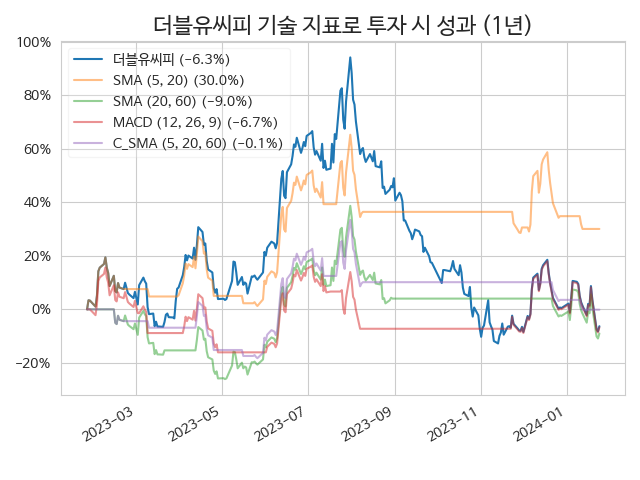 더블유씨피 기술 지표로 투자 시 성과 (1년)
100%
80%
60%
40%
20%
0%
−20%
더블유씨피 (−6.3%)
SMA (5, 20) (30.0%)
SMA (20, 60) (−9.0%)
MACD (12, 26, 9) (−6.7%)
C_SMA (5, 20, 60) (−0.1%)
2023−03
2023−05
2023−07
2023−09
2023−11
2024−01